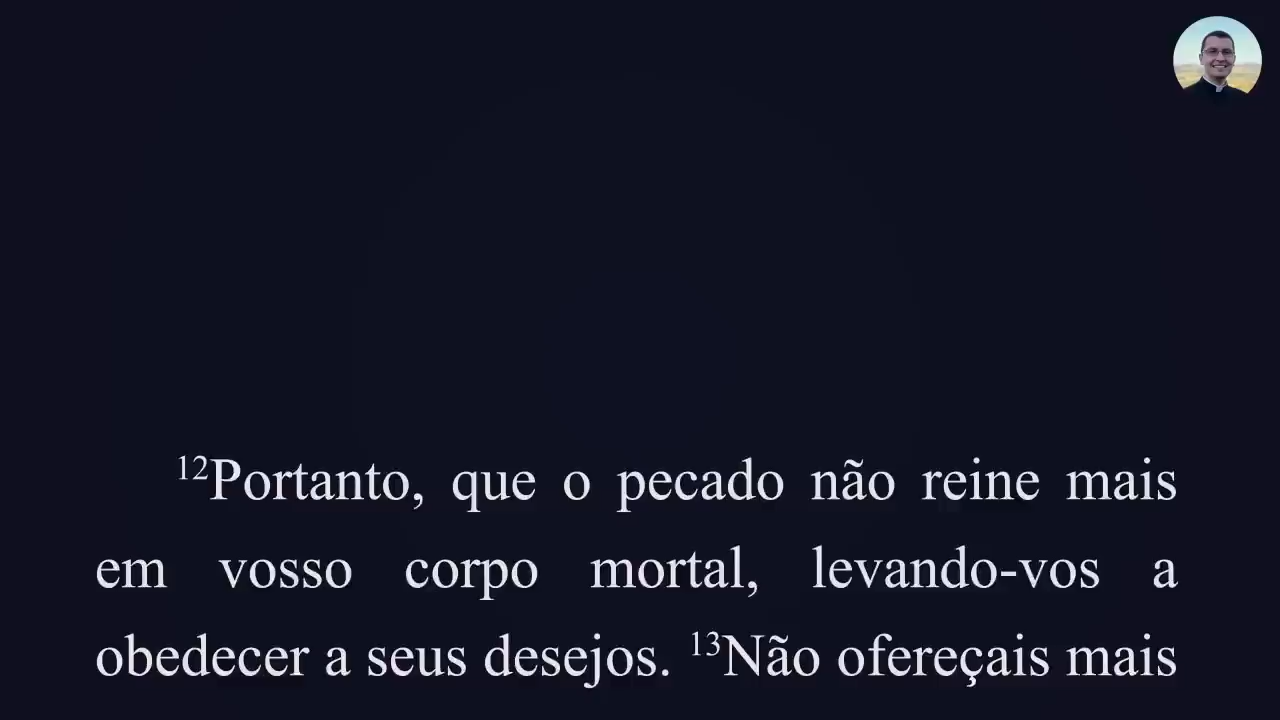 ¹²Portanto, que o pecado não reine mais
em vosso corpo mortal, levando-vos a
obedecer a seus desejos. ¹³Não ofereçais mais